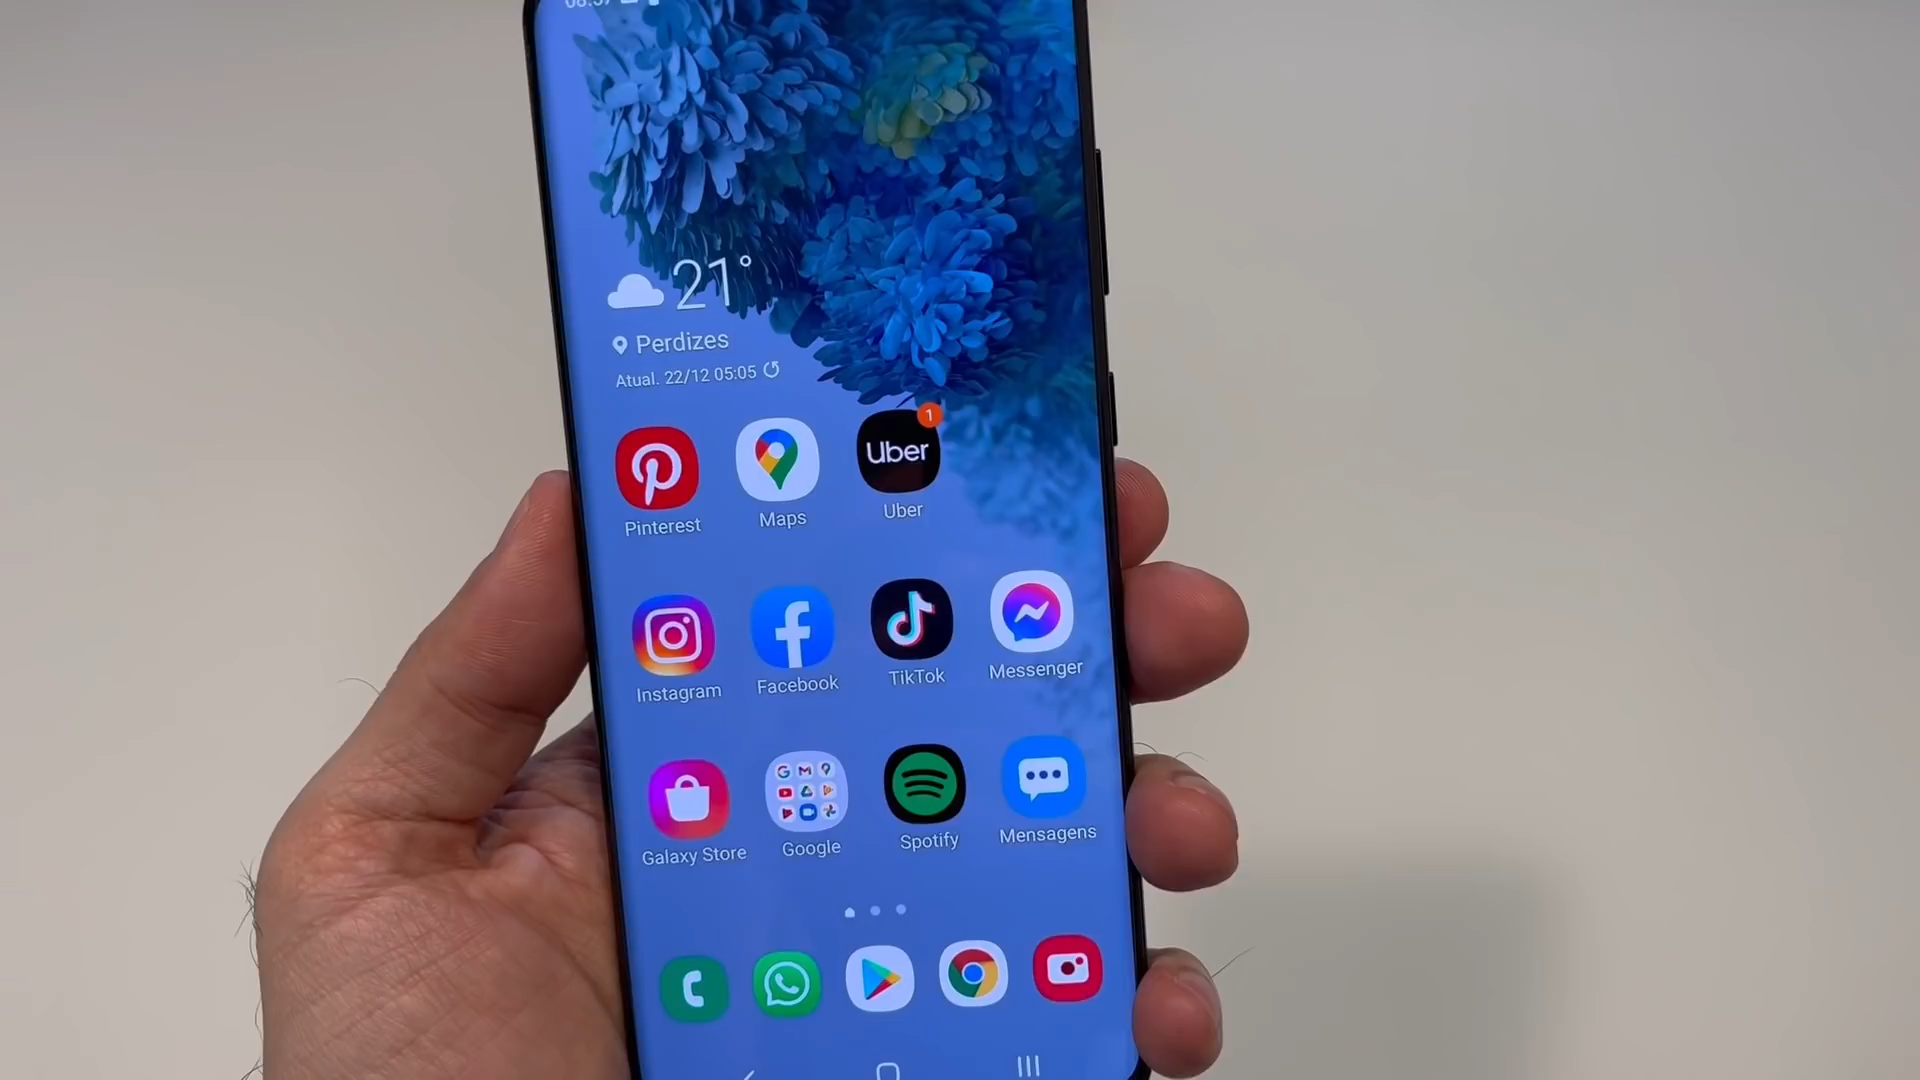 21°
Perdizes
Atual. 22/12 05:05
1
Uber
Pinterest
Maps
Uber
Instagram
Facebook
TikTok
Messenger
Galaxy Store
Google
Spotify
Mensagens